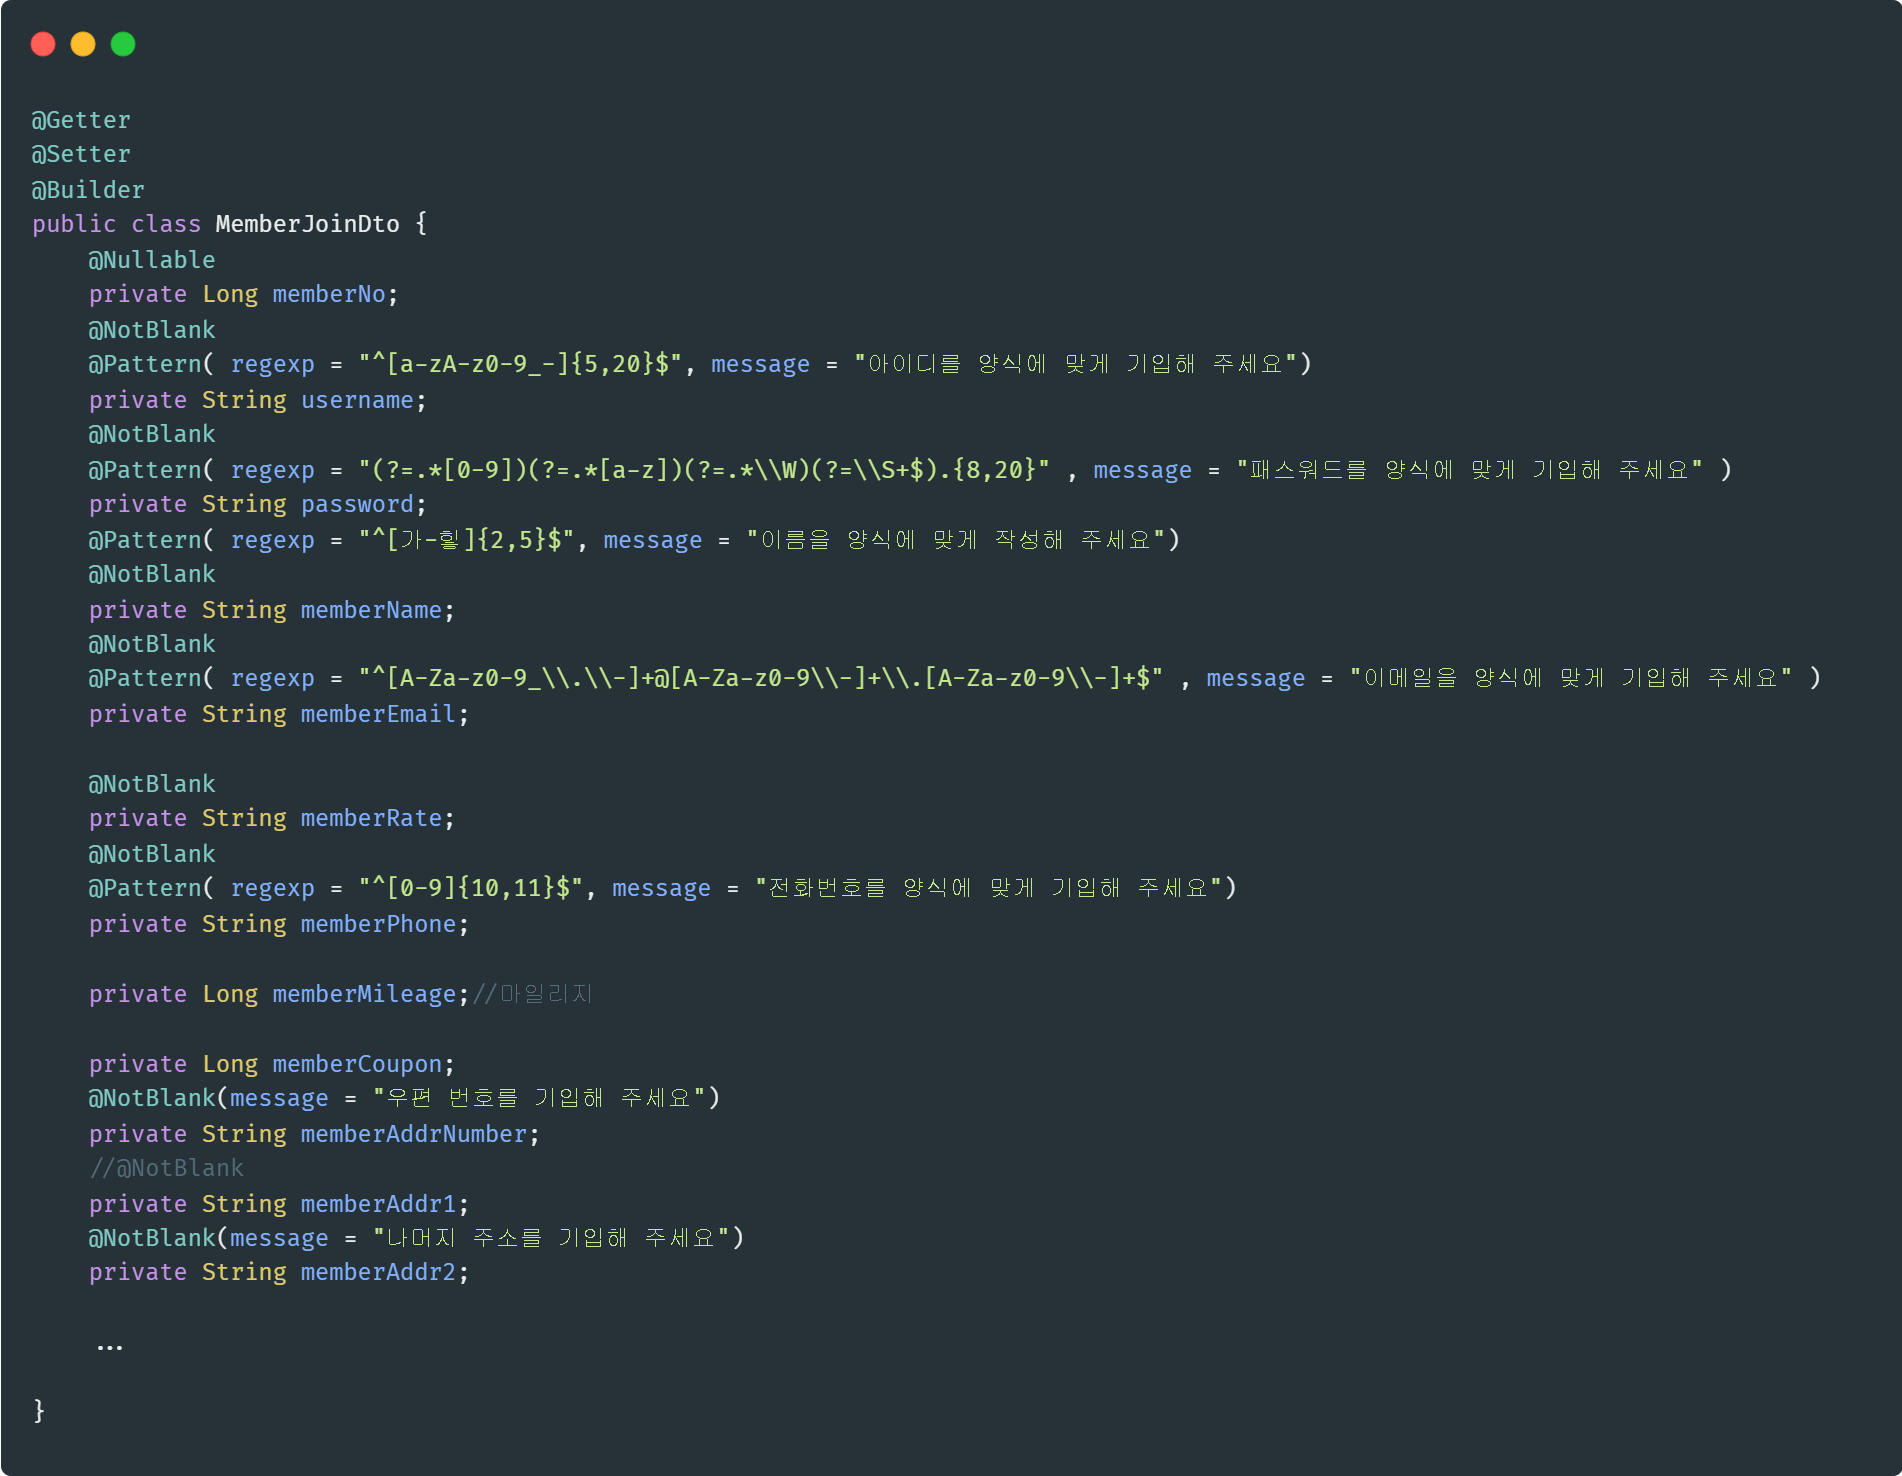 @Getter
@Setter
@Builder
public class MemberJoinDto {
    @Nullable
    private Long memberNo;
    @NotBlank
    @Pattern( regexp = "^[a-zA-z0-9_-]{5,20}$", message = "아이디를 양식에 맞게 기입해 주세요")
    private String username;
    @NotBlank
    @Pattern( regexp = "(?=.*[0-9])(?=.*[a-z])(?=.*\\W)(?=\\S+$).{8,20}" , message = "패스워드를 양식에 맞게 기입해 주세요" )
    private String password;
    @Pattern( regexp = "^[가-힣]{2,5}$", message = "이름을 양식에 맞게 작성해 주세요")
    @NotBlank
    private String memberName;
    @NotBlank
    @Pattern( regexp = "^[A-Za-z0-9_\\.\\-]+@[A-Za-z0-9\\-]+\\.[A-Za-z0-9\\-]+$" , message = "이메일을 양식에 맞게 기입해 주세요" )
    private String memberEmail;
    @NotBlank
    private String memberRate;
    @NotBlank
    @Pattern( regexp = "^[0-9]{10,11}$", message = "전화번호를 양식에 맞게 기입해 주세요")
    private String memberPhone;
    private Long memberMileage;//마일리지
    private Long memberCoupon;
    @NotBlank(message = "우편 번호를 기입해 주세요")
    private String memberAddrNumber;
    //@NotBlank
    private String memberAddr1;
    @NotBlank(message = "나머지 주소를 기입해 주세요")
    private String memberAddr2;
    ...
}